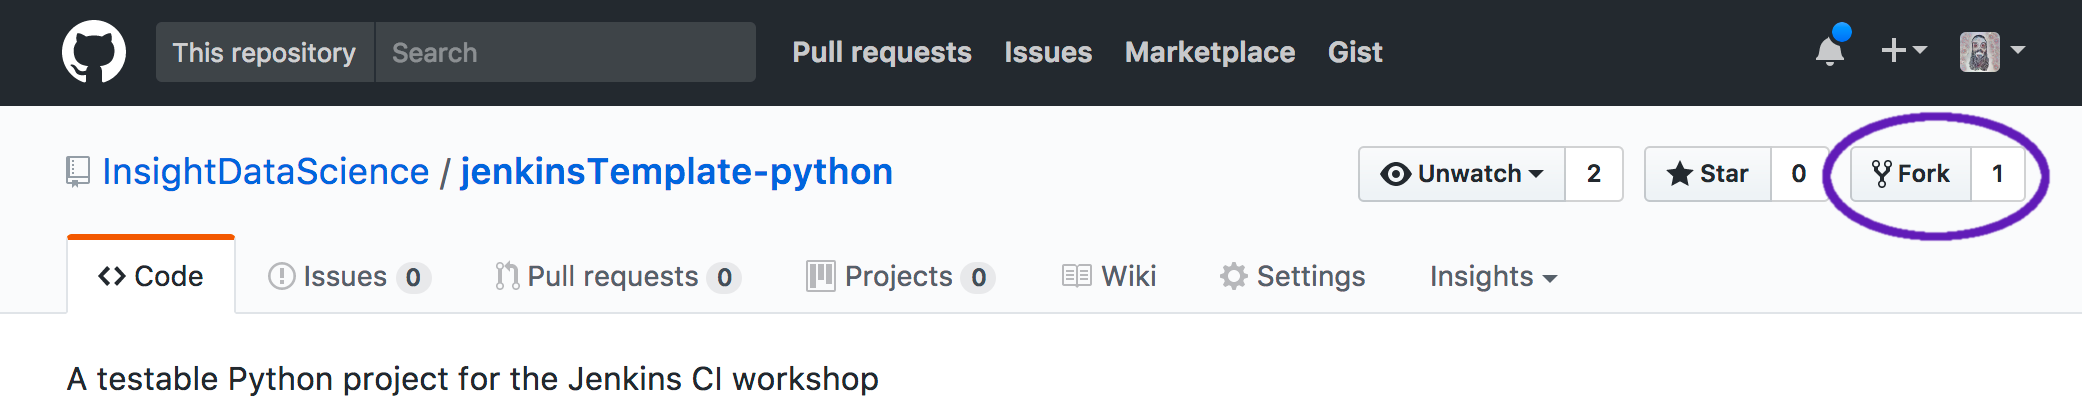 This repository Search Pull requests Issues Marketplace Gist
InsightDataScience / jenkinsTemplate-python Unwatch 2 Star 0 Fork 1
Code Issues 0 Pull requests 0 Projects 0 Wiki Settings Insights
A testable Python project for the Jenkins CI workshop